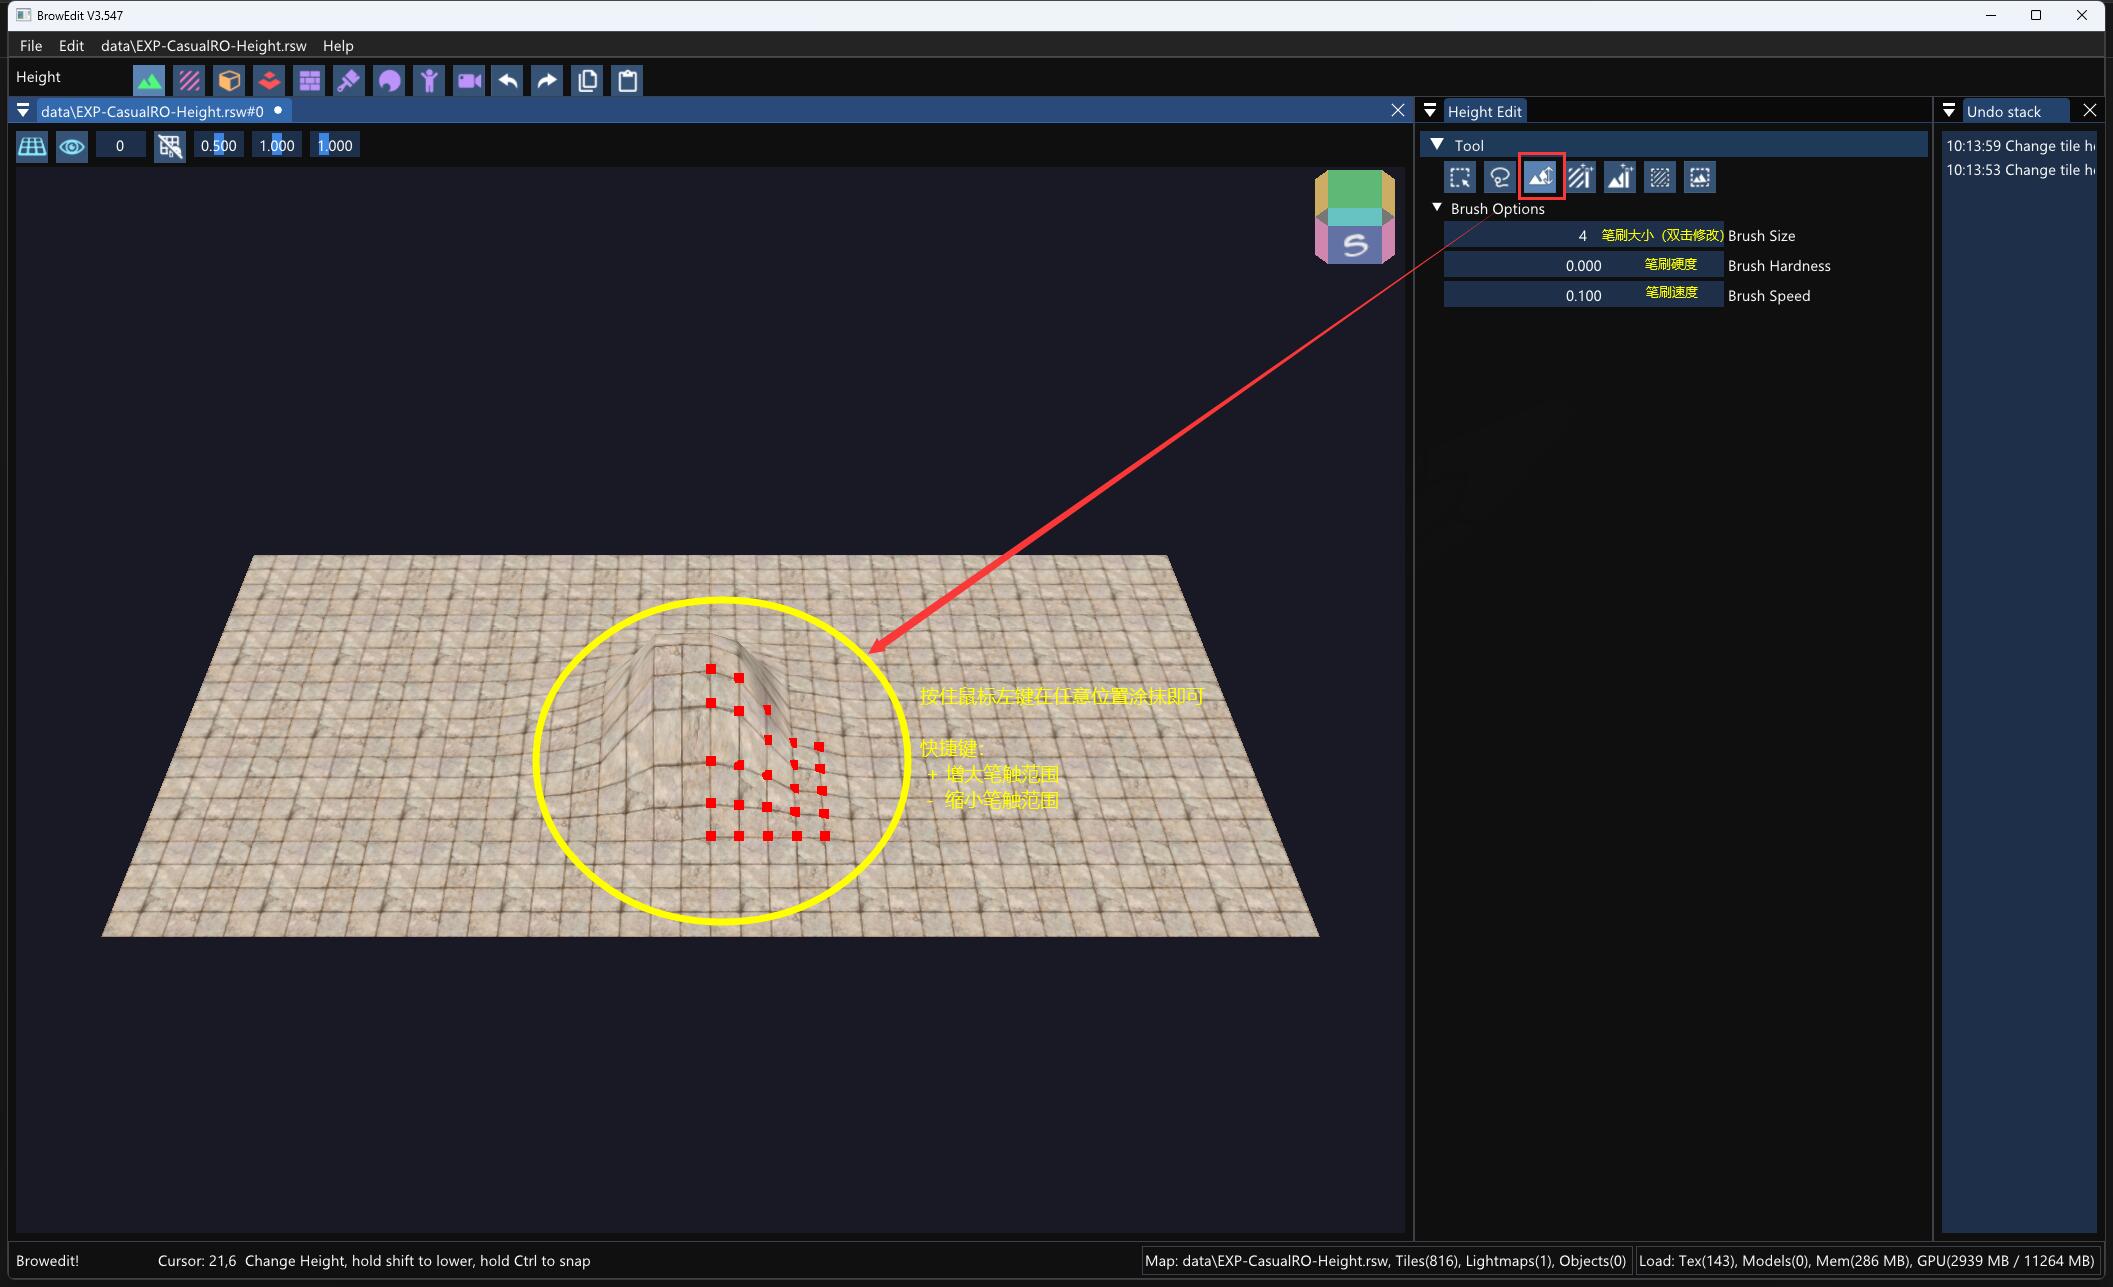 BrowEdit V3.547
File Edit data\EXP-CasualRO-Height.rsw Help
Height
data\EXP-CasualRO-Height.rsw#0
0 0.500 1.000 1.000
S
按住鼠标左键在任意位置涂抹即可
快捷键：
+ 增大笔触范围
- 缩小笔触范围
Height Edit
Tool
Brush Options
4 笔刷大小（双击修改) Brush Size
0.000 笔刷硬度 Brush Hardness
0.100 笔刷速度 Brush Speed
Undo stack
10:13:59 Change tile he
10:13:53 Change tile he
Browedit! Cursor: 21,6 Change Height, hold shift to lower, hold Ctrl to snap
Map: data\EXP-CasualRO-Height.rsw, Tiles(816), Lightmaps(1), Objects(0) Load: Tex(143), Models(0), Mem(286 MB), GPU(2939 MB / 11264 MB)